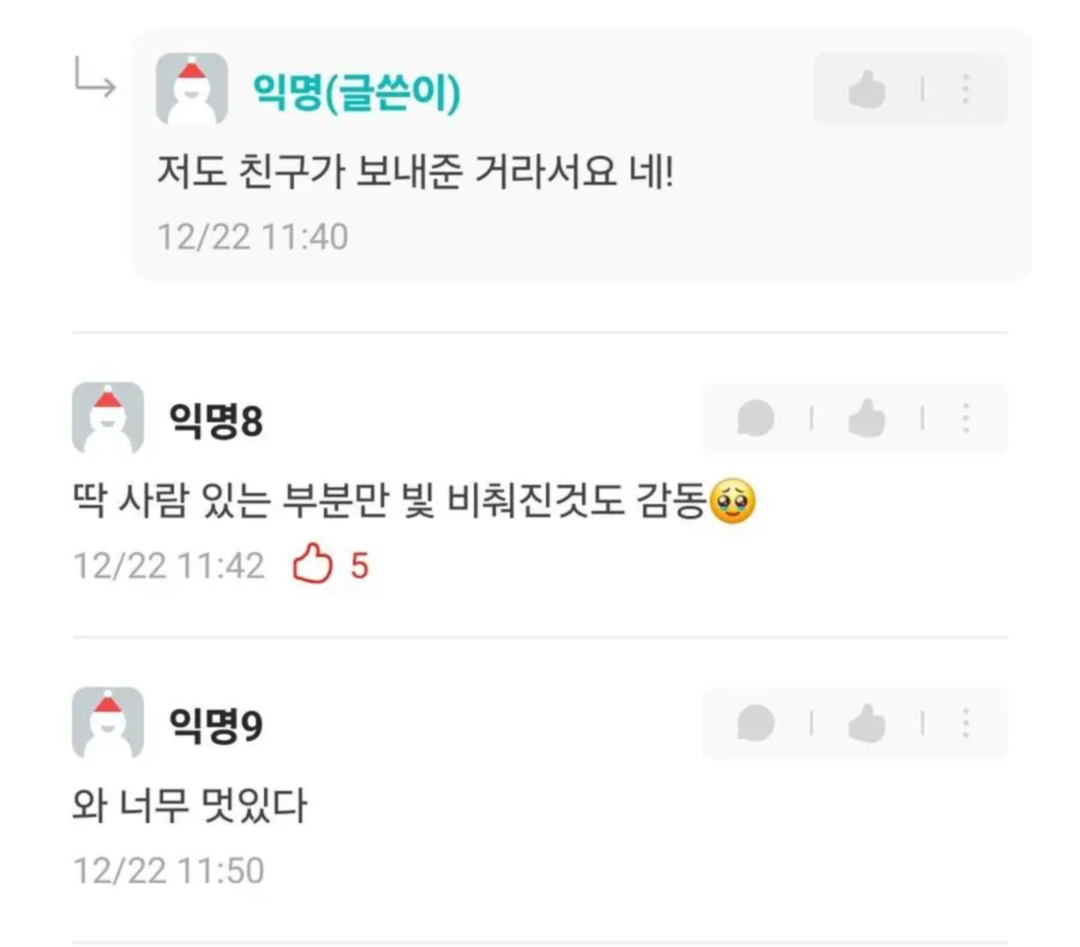 익명(글쓴이)
저도 친구가 보내준 거라서요 네!
12/22 11:40
익명8
딱 사람 있는 부분만 빛 비춰진것도 감동🥹
12/22 11:42 5
익명9
와 너무 멋있다
12/22 11:50